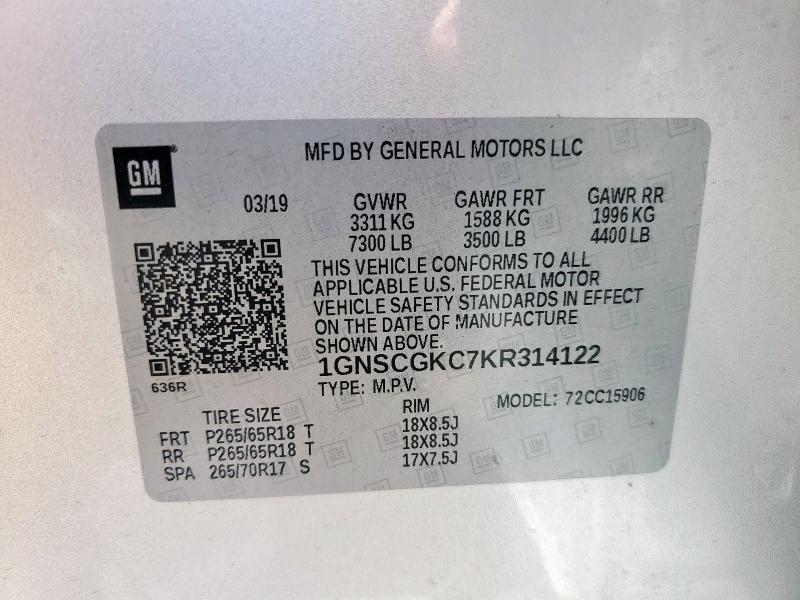 GM
MFD BY GENERAL MOTORS LLC
03/19 GVWR GAWR FRT GAWR RR
3311 KG 1588 KG 1996 KG
7300 LB 3500 LB 4400 LB
THIS VEHICLE CONFORMS TO ALL
APPLICABLE U.S. FEDERAL MOTOR
VEHICLE SAFETY STANDARDS IN EFFECT
ON THE DATE OF MANUFACTURE
SHOWN ABOVE.
1GNSCGKC7KR314122
636R
TYPE: M.P.V.
MODEL: 72CC15906
TIRE SIZE RIM
FRT P265/65R18 T 18X8.5J
RR P265/65R18 T 18X8.5J
SPA 265/70R17 S 17X7.5J